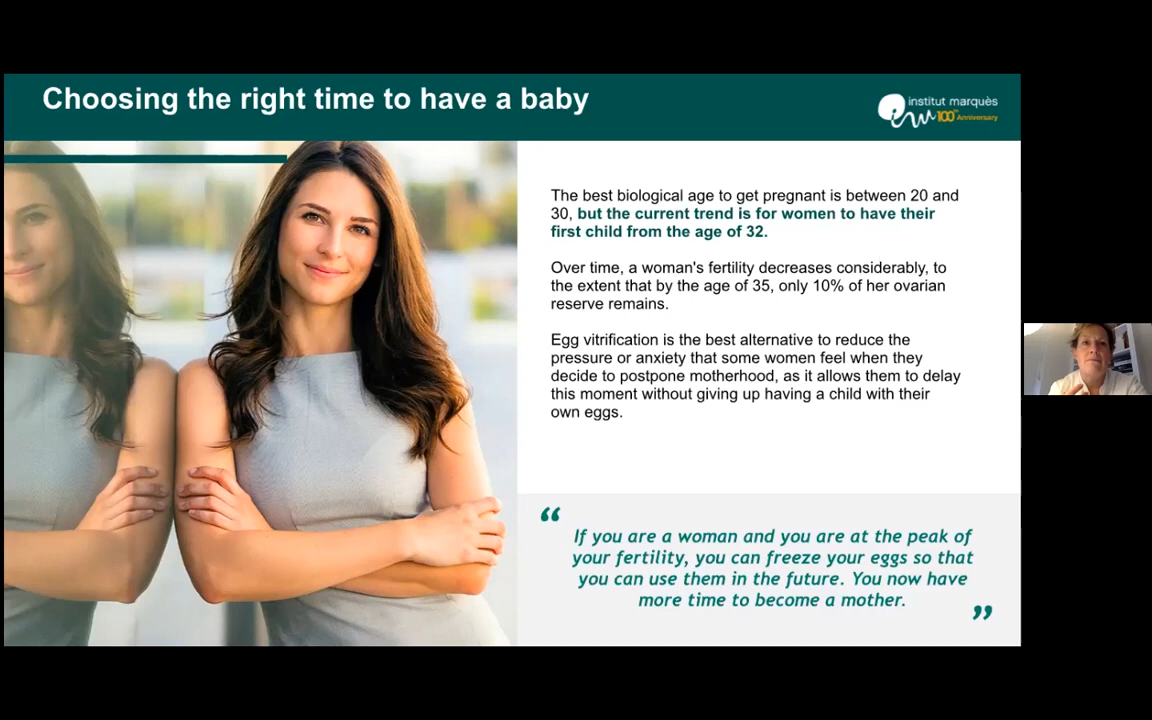 Choosing the right time to have a baby
institut marquès
100th Anniversary
The best biological age to get pregnant is between 20 and
30, but the current trend is for women to have their
first child from the age of 32.
Over time, a woman's fertility decreases considerably, to
the extent that by the age of 35, only 10% of her ovarian
reserve remains.
Egg vitrification is the best alternative to reduce the
pressure or anxiety that some women feel when they
decide to postpone motherhood, as it allows them to delay
this moment without giving up having a child with their
own eggs.
“ If you are a woman and you are at the peak of
your fertility, you can freeze your eggs so that
you can use them in the future. You now have
more time to become a mother. ”